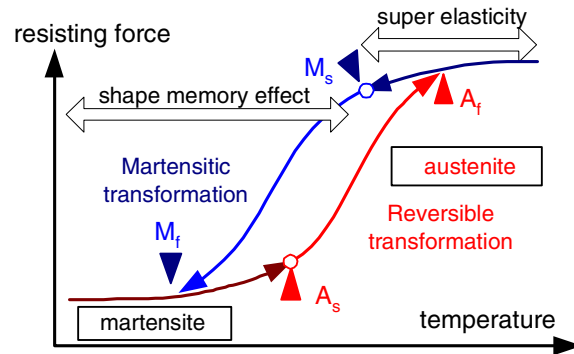 super elasticity
resisting force
Ms
shape memory effect
Af
Martensitic
transformation
austenite
Reversible
transformation
Mf
As
martensite
temperature